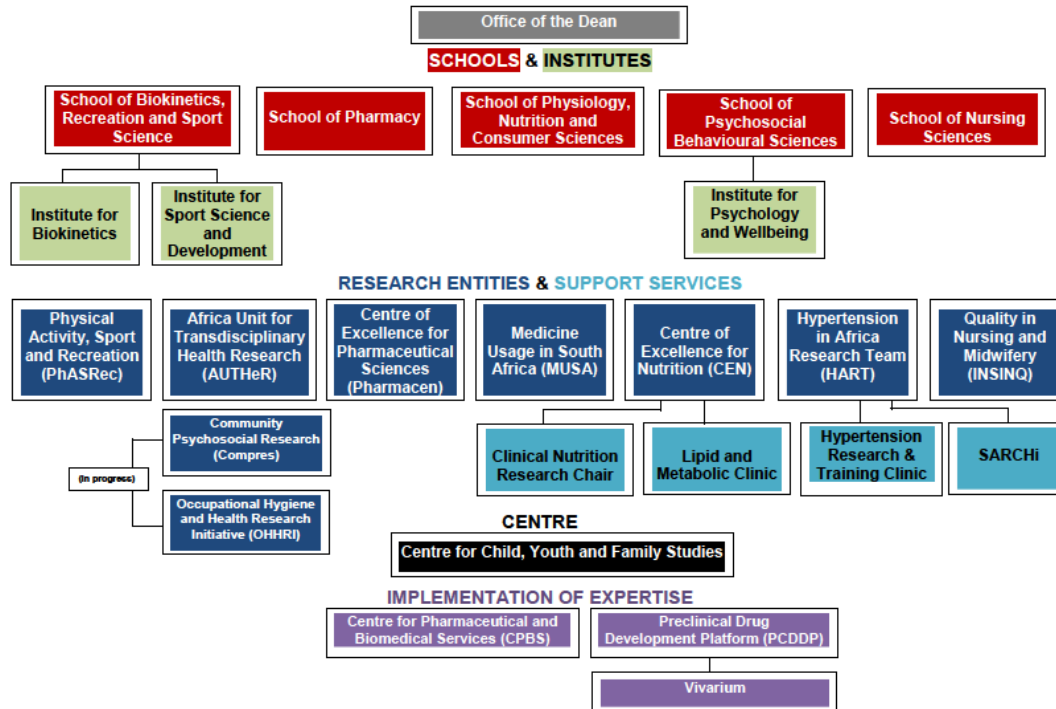 Office of the Dean
SCHOOLS & INSTITUTES
School of Biokinetics,
Recreation and Sport
Science
School of Pharmacy
School of Physiology,
Nutrition and
Consumer Sciences
School of
Psychosocial
Behavioural Sciences
School of Nursing
Sciences
Institute for
Biokinetics
Institute for
Sport Science
and
Development
Institute for
Psychology
and Wellbeing
RESEARCH ENTITIES & SUPPORT SERVICES
Physical
Activity, Sport
and Recreation
(PhASRec)
Africa Unit for
Transdisciplinary
Health Research
(AUTHeR)
Centre of
Excellence for
Pharmaceutical
Sciences
(Pharmacen)
Medicine
Usage in South
Africa (MUSA)
Centre of
Excellence for
Nutrition (CEN)
Hypertension
in Africa
Research Team
(HART)
Quality in
Nursing and
Midwifery
(INSINQ)
Community
Psychosocial Research
(Compres)
(In progress)
Occupational Hygiene
and Health Research
Initiative (OHHRI)
Clinical Nutrition
Research Chair
Lipid and
Metabolic Clinic
Hypertension
Research &
Training Clinic
SARCHi
CENTRE
Centre for Child, Youth and Family Studies
IMPLEMENTATION OF EXPERTISE
Centre for Pharmaceutical and
Biomedical Services (CPBS)
Preclinical Drug
Development Platform (PCDDP)
Vivarium